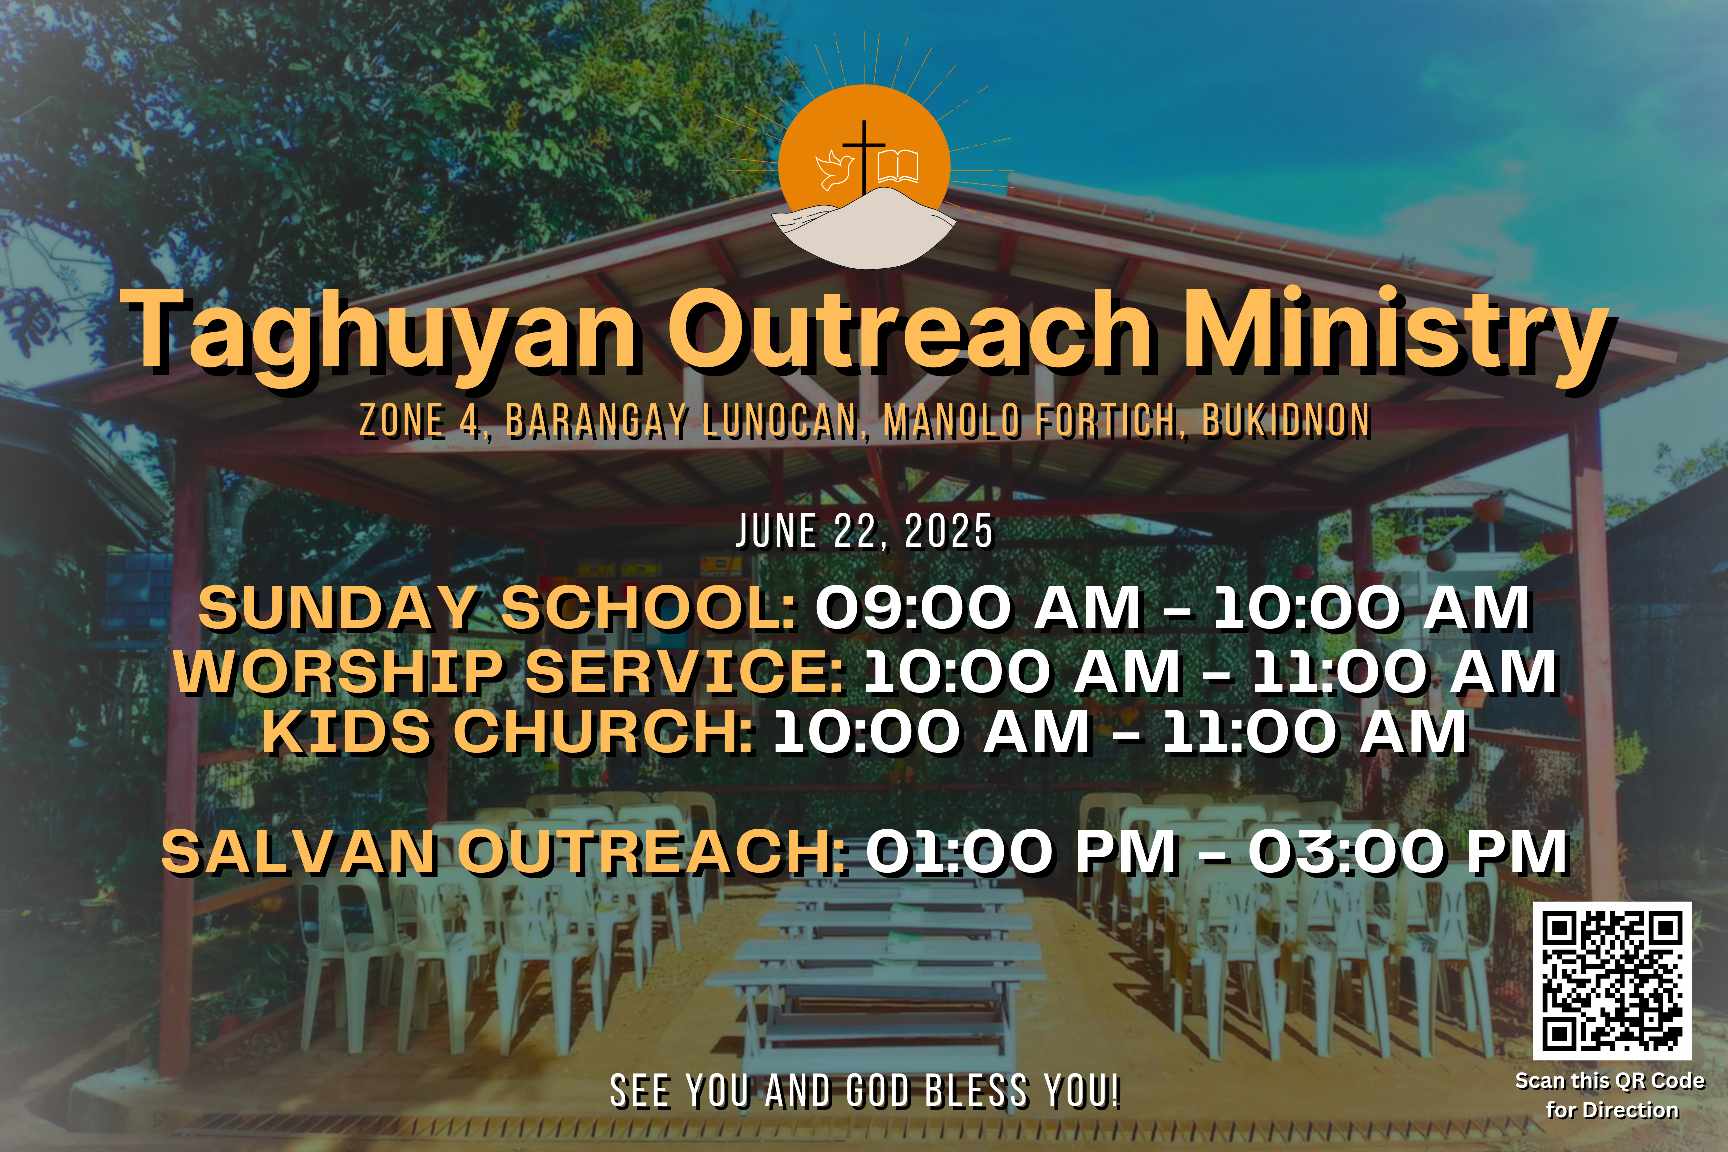 Taghuyan Outreach Ministry
ZONE 4, BARANGAY LUNOCAN, MANOLO FORTICH, BUKIDNON
JUNE 22, 2025
SUNDAY SCHOOL: 09:00 AM – 10:00 AM
WORSHIP SERVICE: 10:00 AM – 11:00 AM
KIDS CHURCH: 10:00 AM – 11:00 AM
SALVAN OUTREACH: 01:00 PM – 03:00 PM
SEE YOU AND GOD BLESS YOU!
Scan this QR Code
for Direction